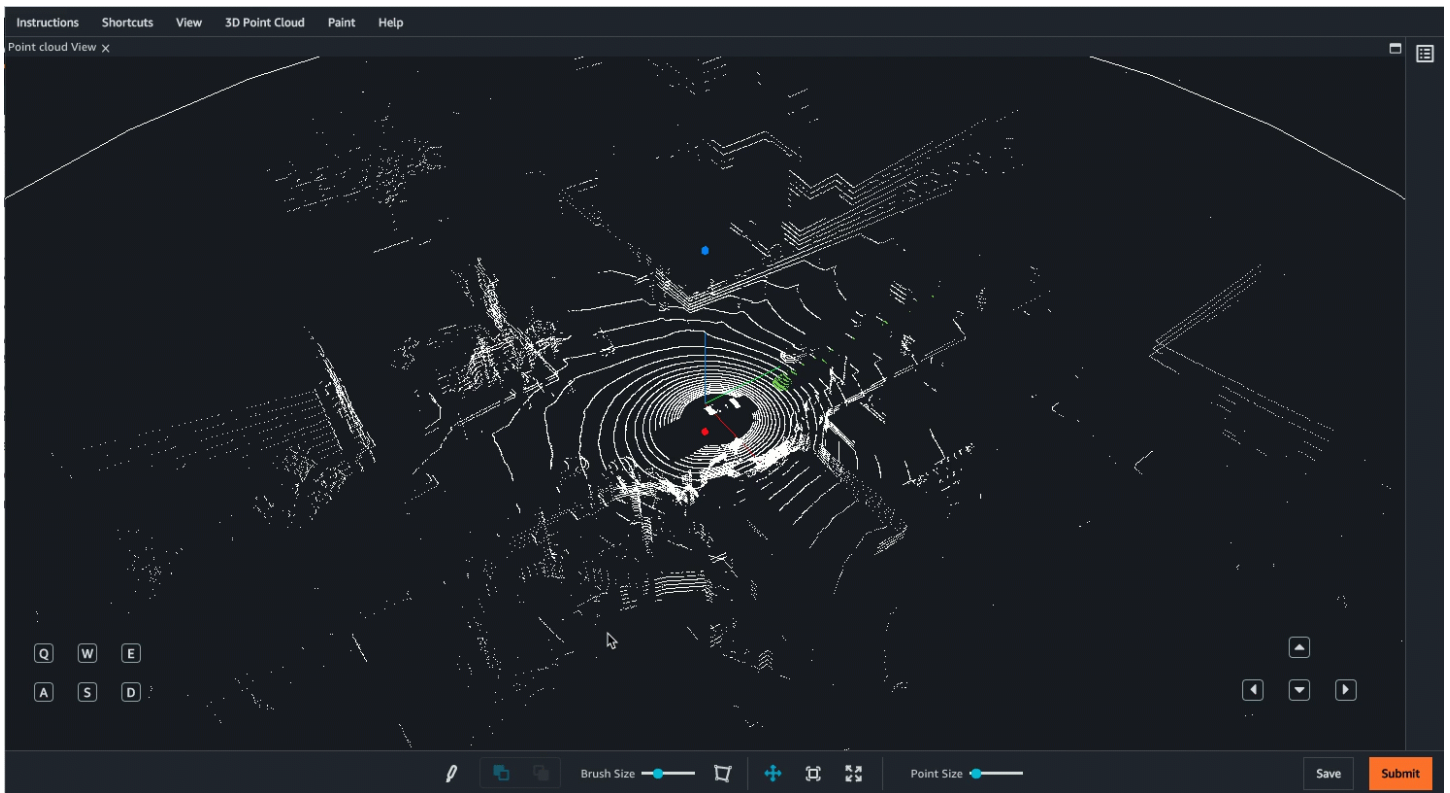 Instructions Shortcuts View 3D Point Cloud Paint Help
Point cloud View
Q W E
A S D
Brush Size Point Size Save Submit